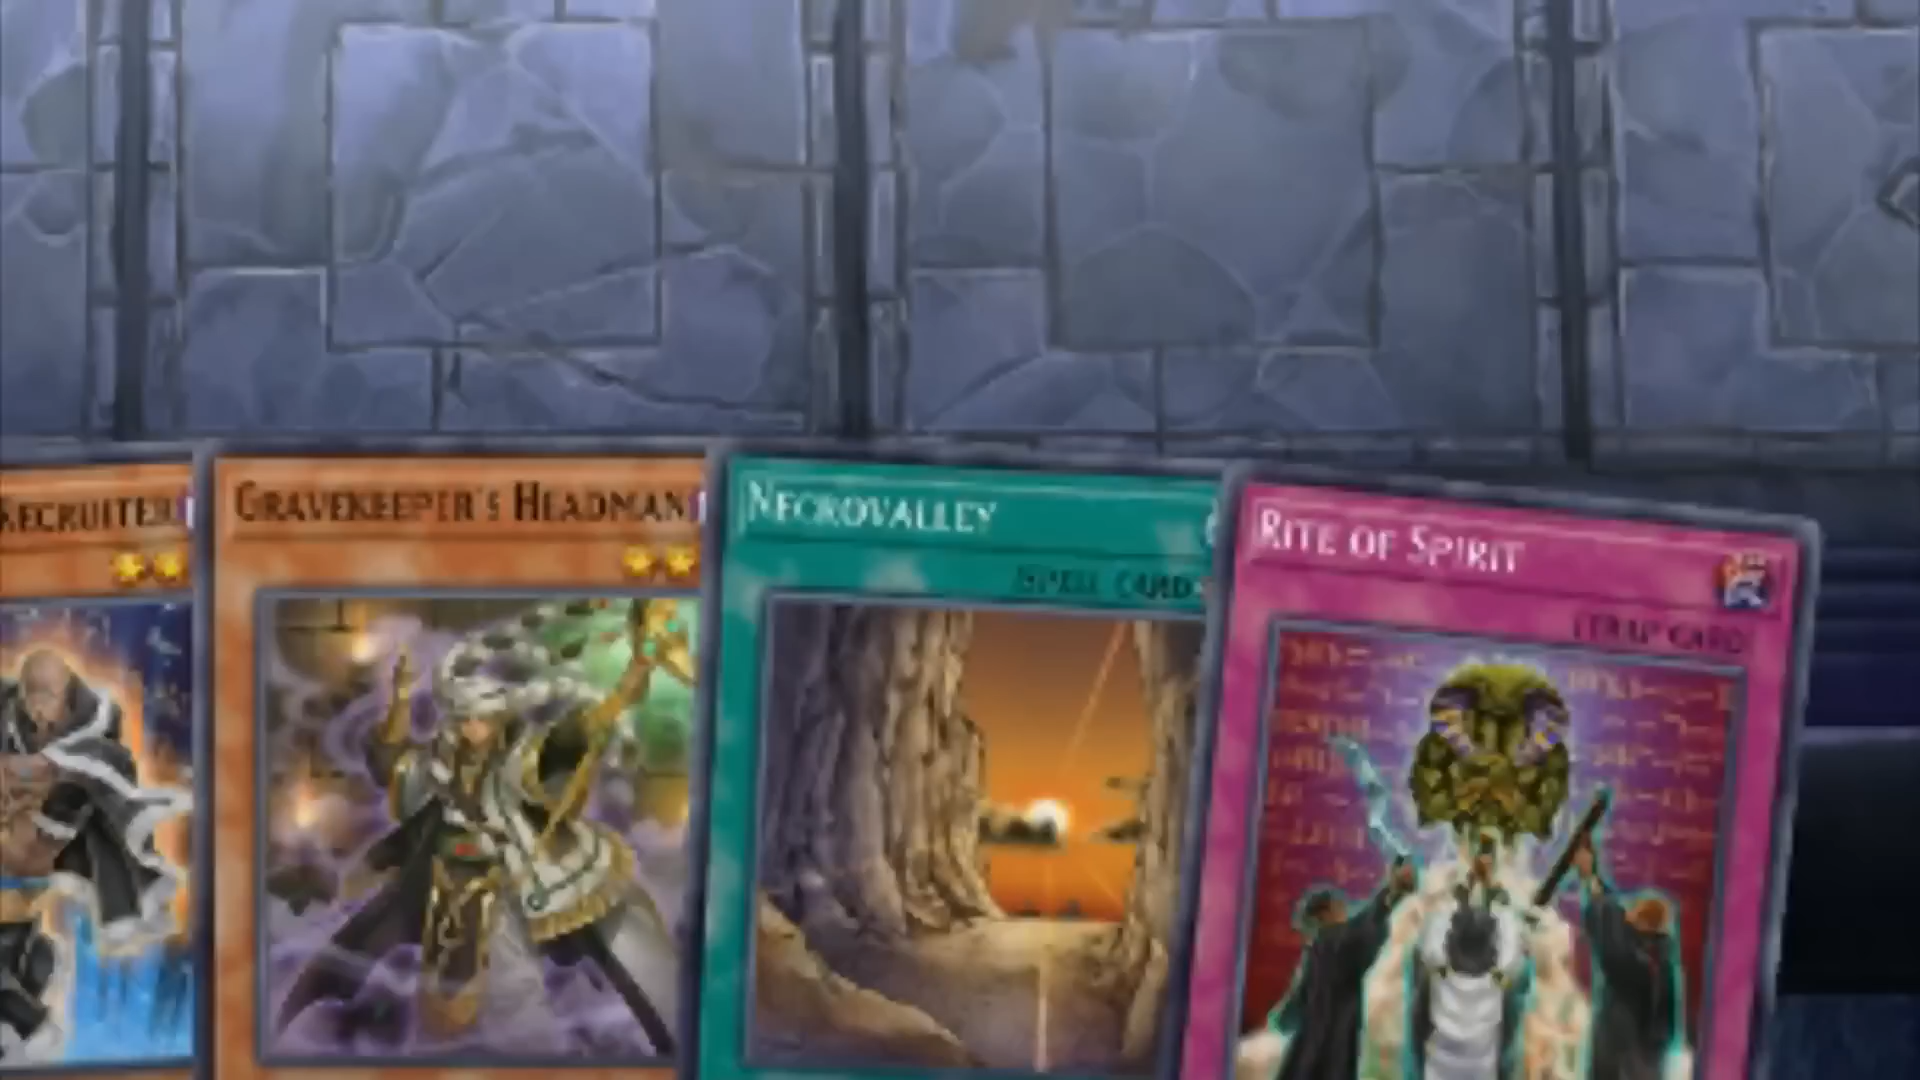 RECRUITER
GRAVEKEEPER'S HEADMAN
NECROVALLEY
SPELL CARD
RITE OF SPIRIT
TRAP CARD